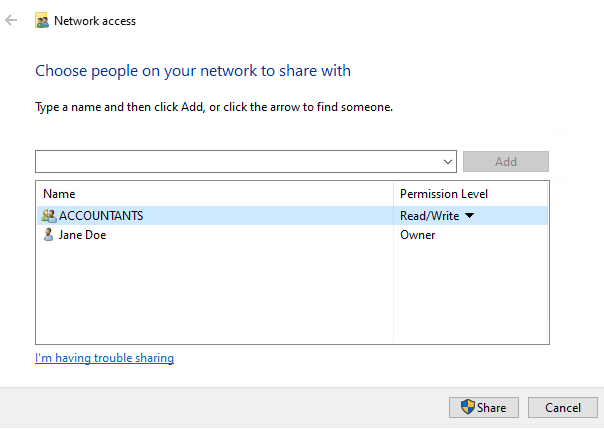 Network access
Choose people on your network to share with
Type a name and then click Add, or click the arrow to find someone.
Add
Name Permission Level
ACCOUNTANTS Read/Write
Jane Doe Owner
I'm having trouble sharing
Share Cancel